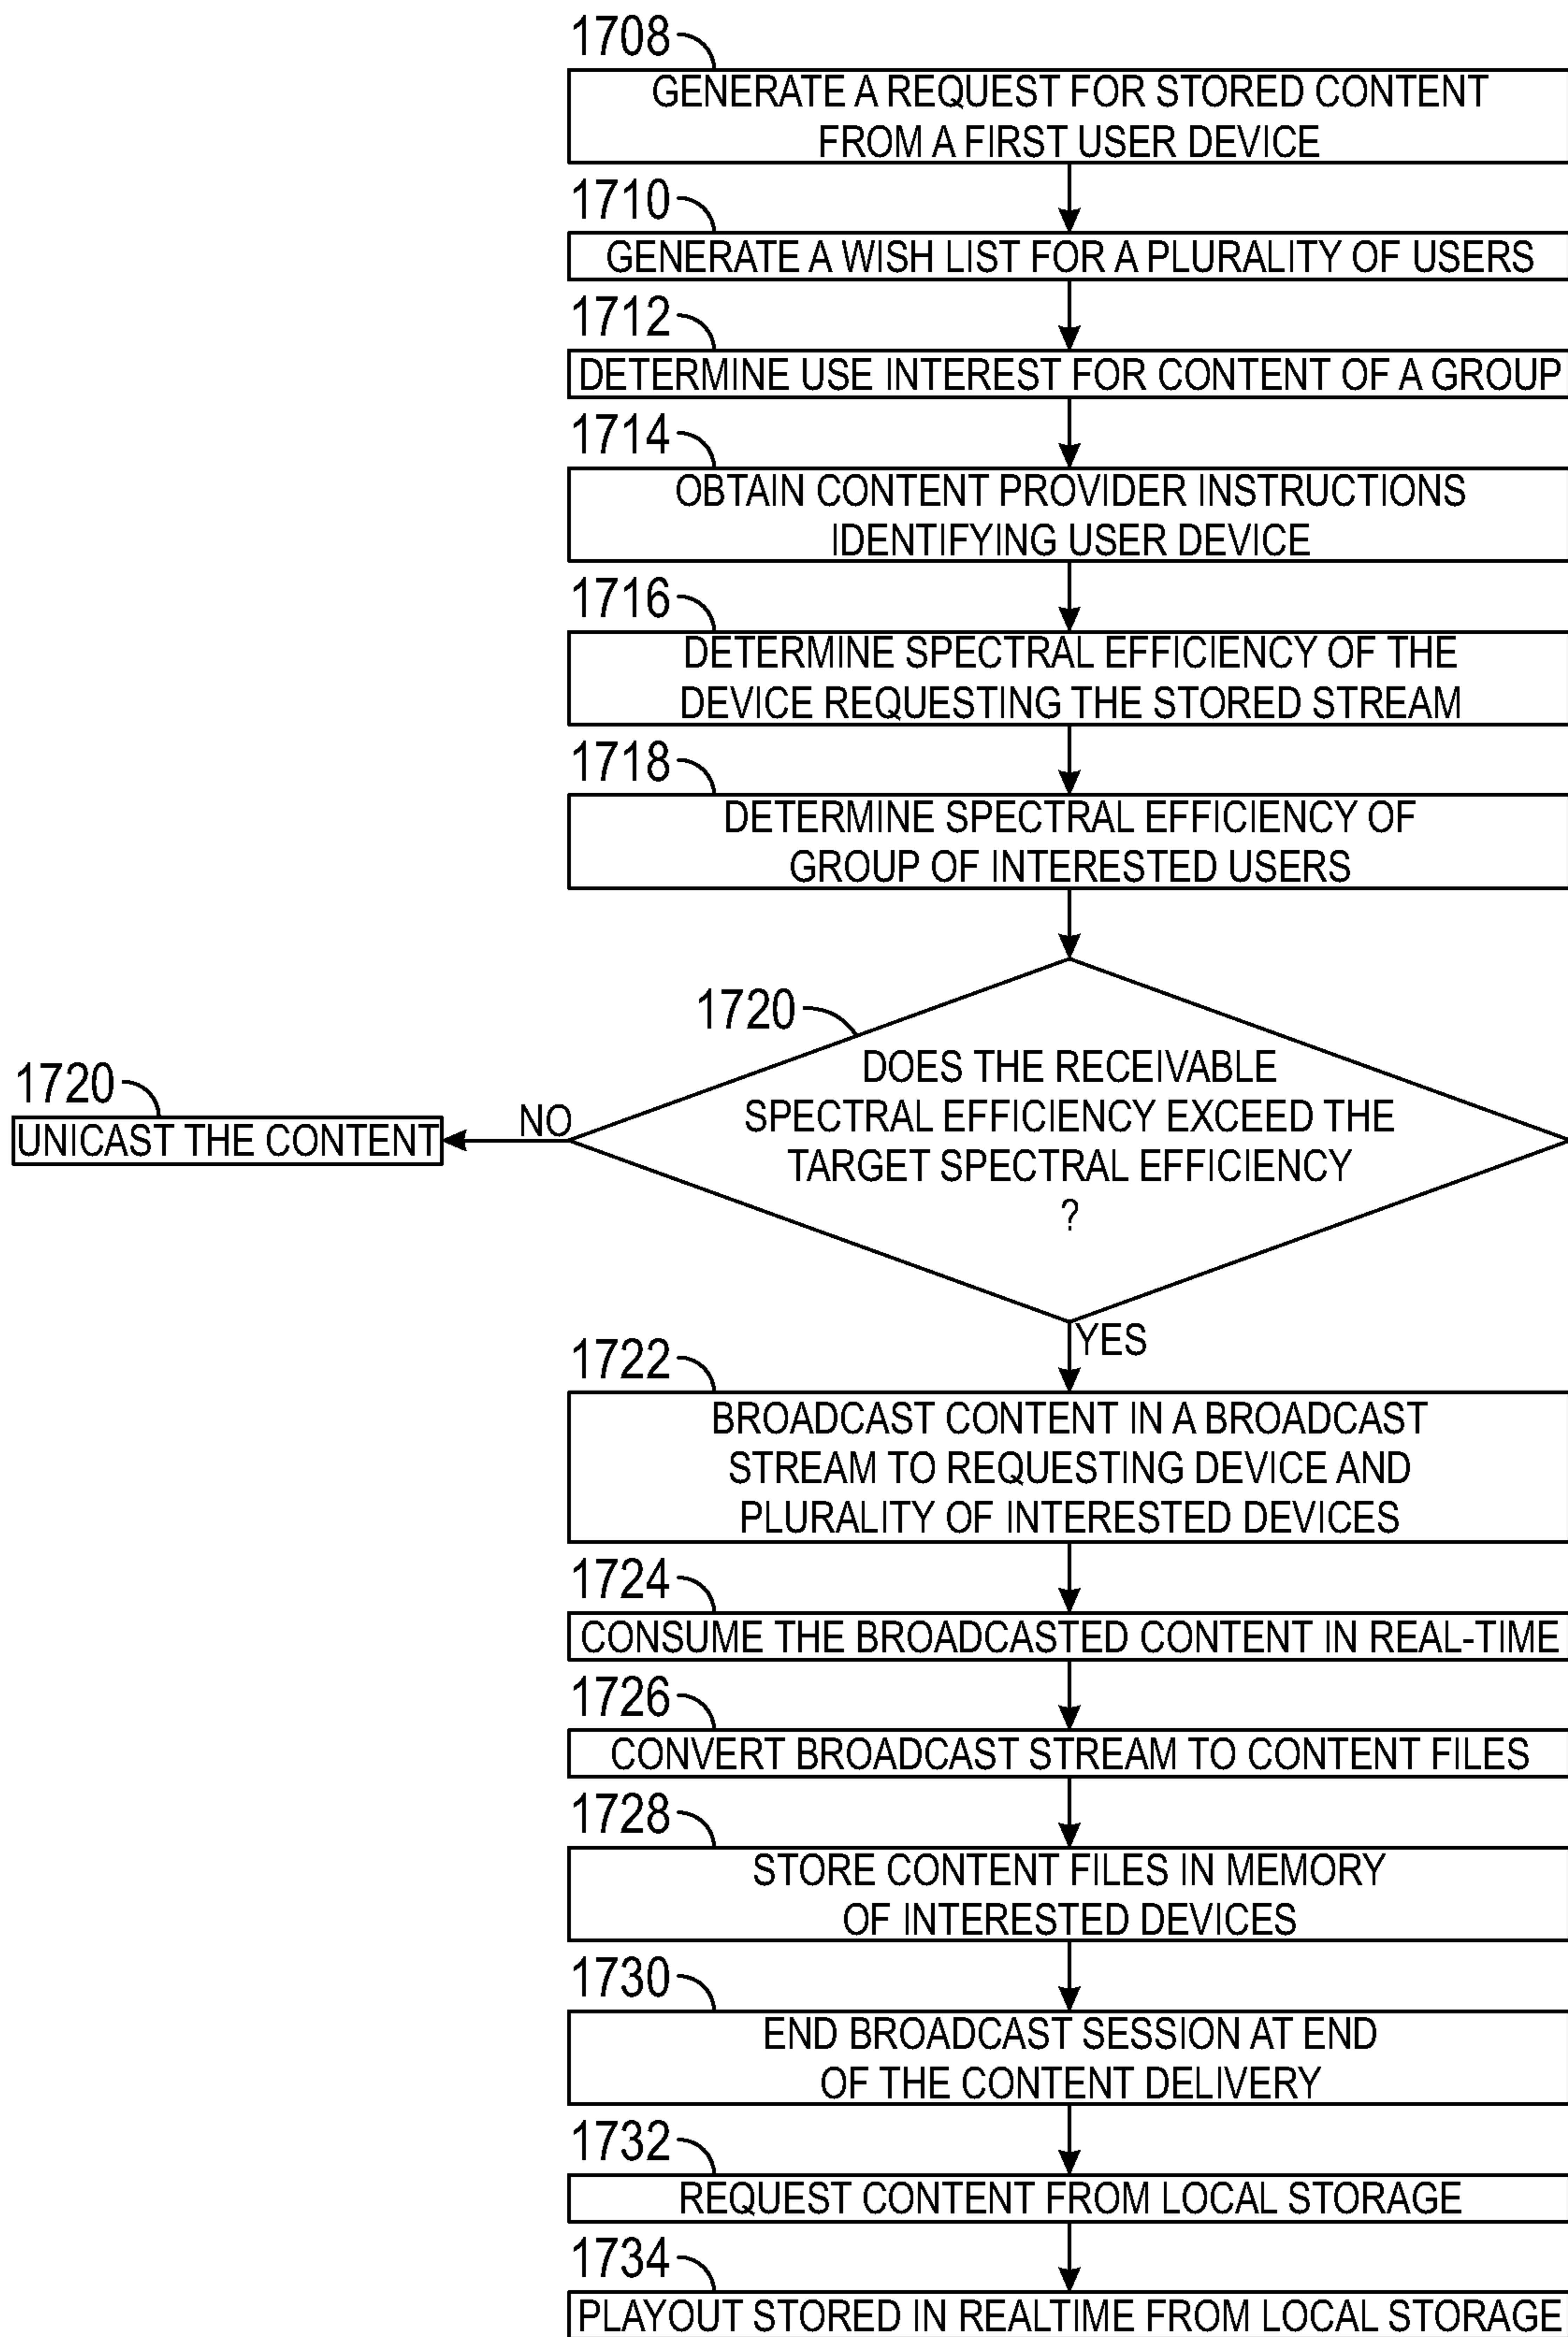 1708
GENERATE A REQUEST FOR STORED CONTENT
FROM A FIRST USER DEVICE
1710
GENERATE A WISH LIST FOR A PLURALITY OF USERS
1712
DETERMINE USE INTEREST FOR CONTENT OF A GROUP
1714
OBTAIN CONTENT PROVIDER INSTRUCTIONS
IDENTIFYING USER DEVICE
1716
DETERMINE SPECTRAL EFFICIENCY OF THE
DEVICE REQUESTING THE STORED STREAM
1718
DETERMINE SPECTRAL EFFICIENCY OF
GROUP OF INTERESTED USERS
1720
DOES THE RECEIVABLE
SPECTRAL EFFICIENCY EXCEED THE
TARGET SPECTRAL EFFICIENCY
?
NO
1720
UNICAST THE CONTENT
YES
1722
BROADCAST CONTENT IN A BROADCAST
STREAM TO REQUESTING DEVICE AND
PLURALITY OF INTERESTED DEVICES
1724
CONSUME THE BROADCASTED CONTENT IN REAL-TIME
1726
CONVERT BROADCAST STREAM TO CONTENT FILES
1728
STORE CONTENT FILES IN MEMORY
OF INTERESTED DEVICES
1730
END BROADCAST SESSION AT END
OF THE CONTENT DELIVERY
1732
REQUEST CONTENT FROM LOCAL STORAGE
1734
PLAYOUT STORED IN REALTIME FROM LOCAL STORAGE